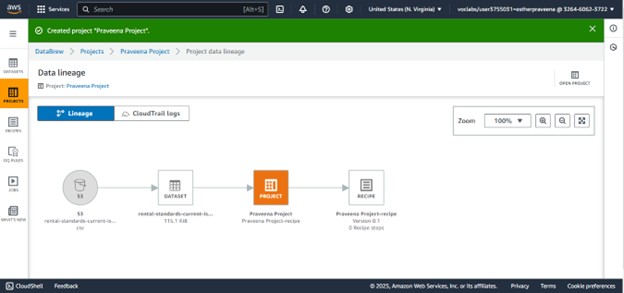 aws
Services
Search
[Alt+S]
United States (N. Virginia)
voclabs/user3755031=estherpraveena @ 3264-6062-3722
Created project "Praveena Project".
DataBrew > Projects > Praveena Project > Project data lineage
Data lineage
Project: Praveena Project
OPEN PROJECT
DATASETS
PROJECTS
RECIPES
DQ RULES
JOBS
WHAT'S NEW
Lineage
CloudTrail logs
Zoom
100%
S3
DATASET
PROJECT
RECIPE
S3
rental-standards-current-is...
csv
rental-standards-current-is...
115.1 KiB
Praveena Project
Praveena Project-recipe
Praveena Project-recipe
Version 0.1
0 Recipe steps
CloudShell
Feedback
© 2025, Amazon Web Services, Inc. or its affiliates.
Privacy
Terms
Cookie preferences